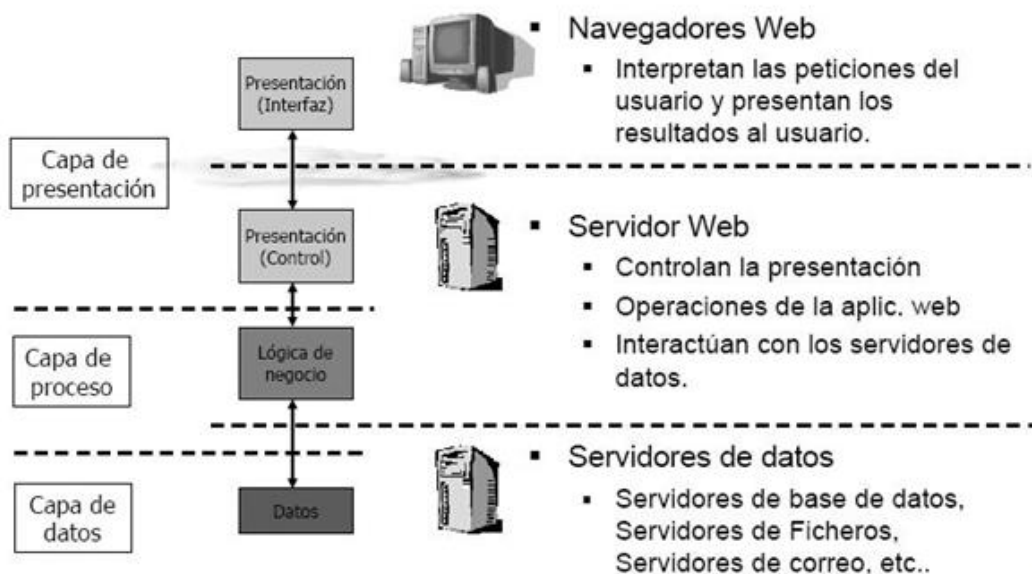 Presentación
(Interfaz)
▪ Navegadores Web
▪ Interpretan las peticiones del
usuario y presentan los
resultados al usuario.
Capa de
presentación
Presentación
(Control)
▪ Servidor Web
▪ Controlan la presentación
▪ Operaciones de la aplic. web
▪ Interactúan con los servidores de
datos.
Capa de
proceso
Lógica de
negocio
Capa de
datos
Datos
▪ Servidores de datos
▪ Servidores de base de datos,
Servidores de Ficheros,
Servidores de correo, etc..